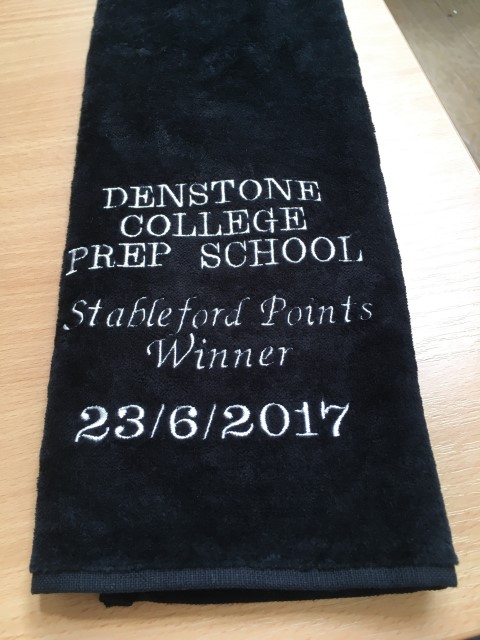 DENSTONE
COLLEGE
PREP SCHOOL
Stableford Points
Winner
23/6/2017